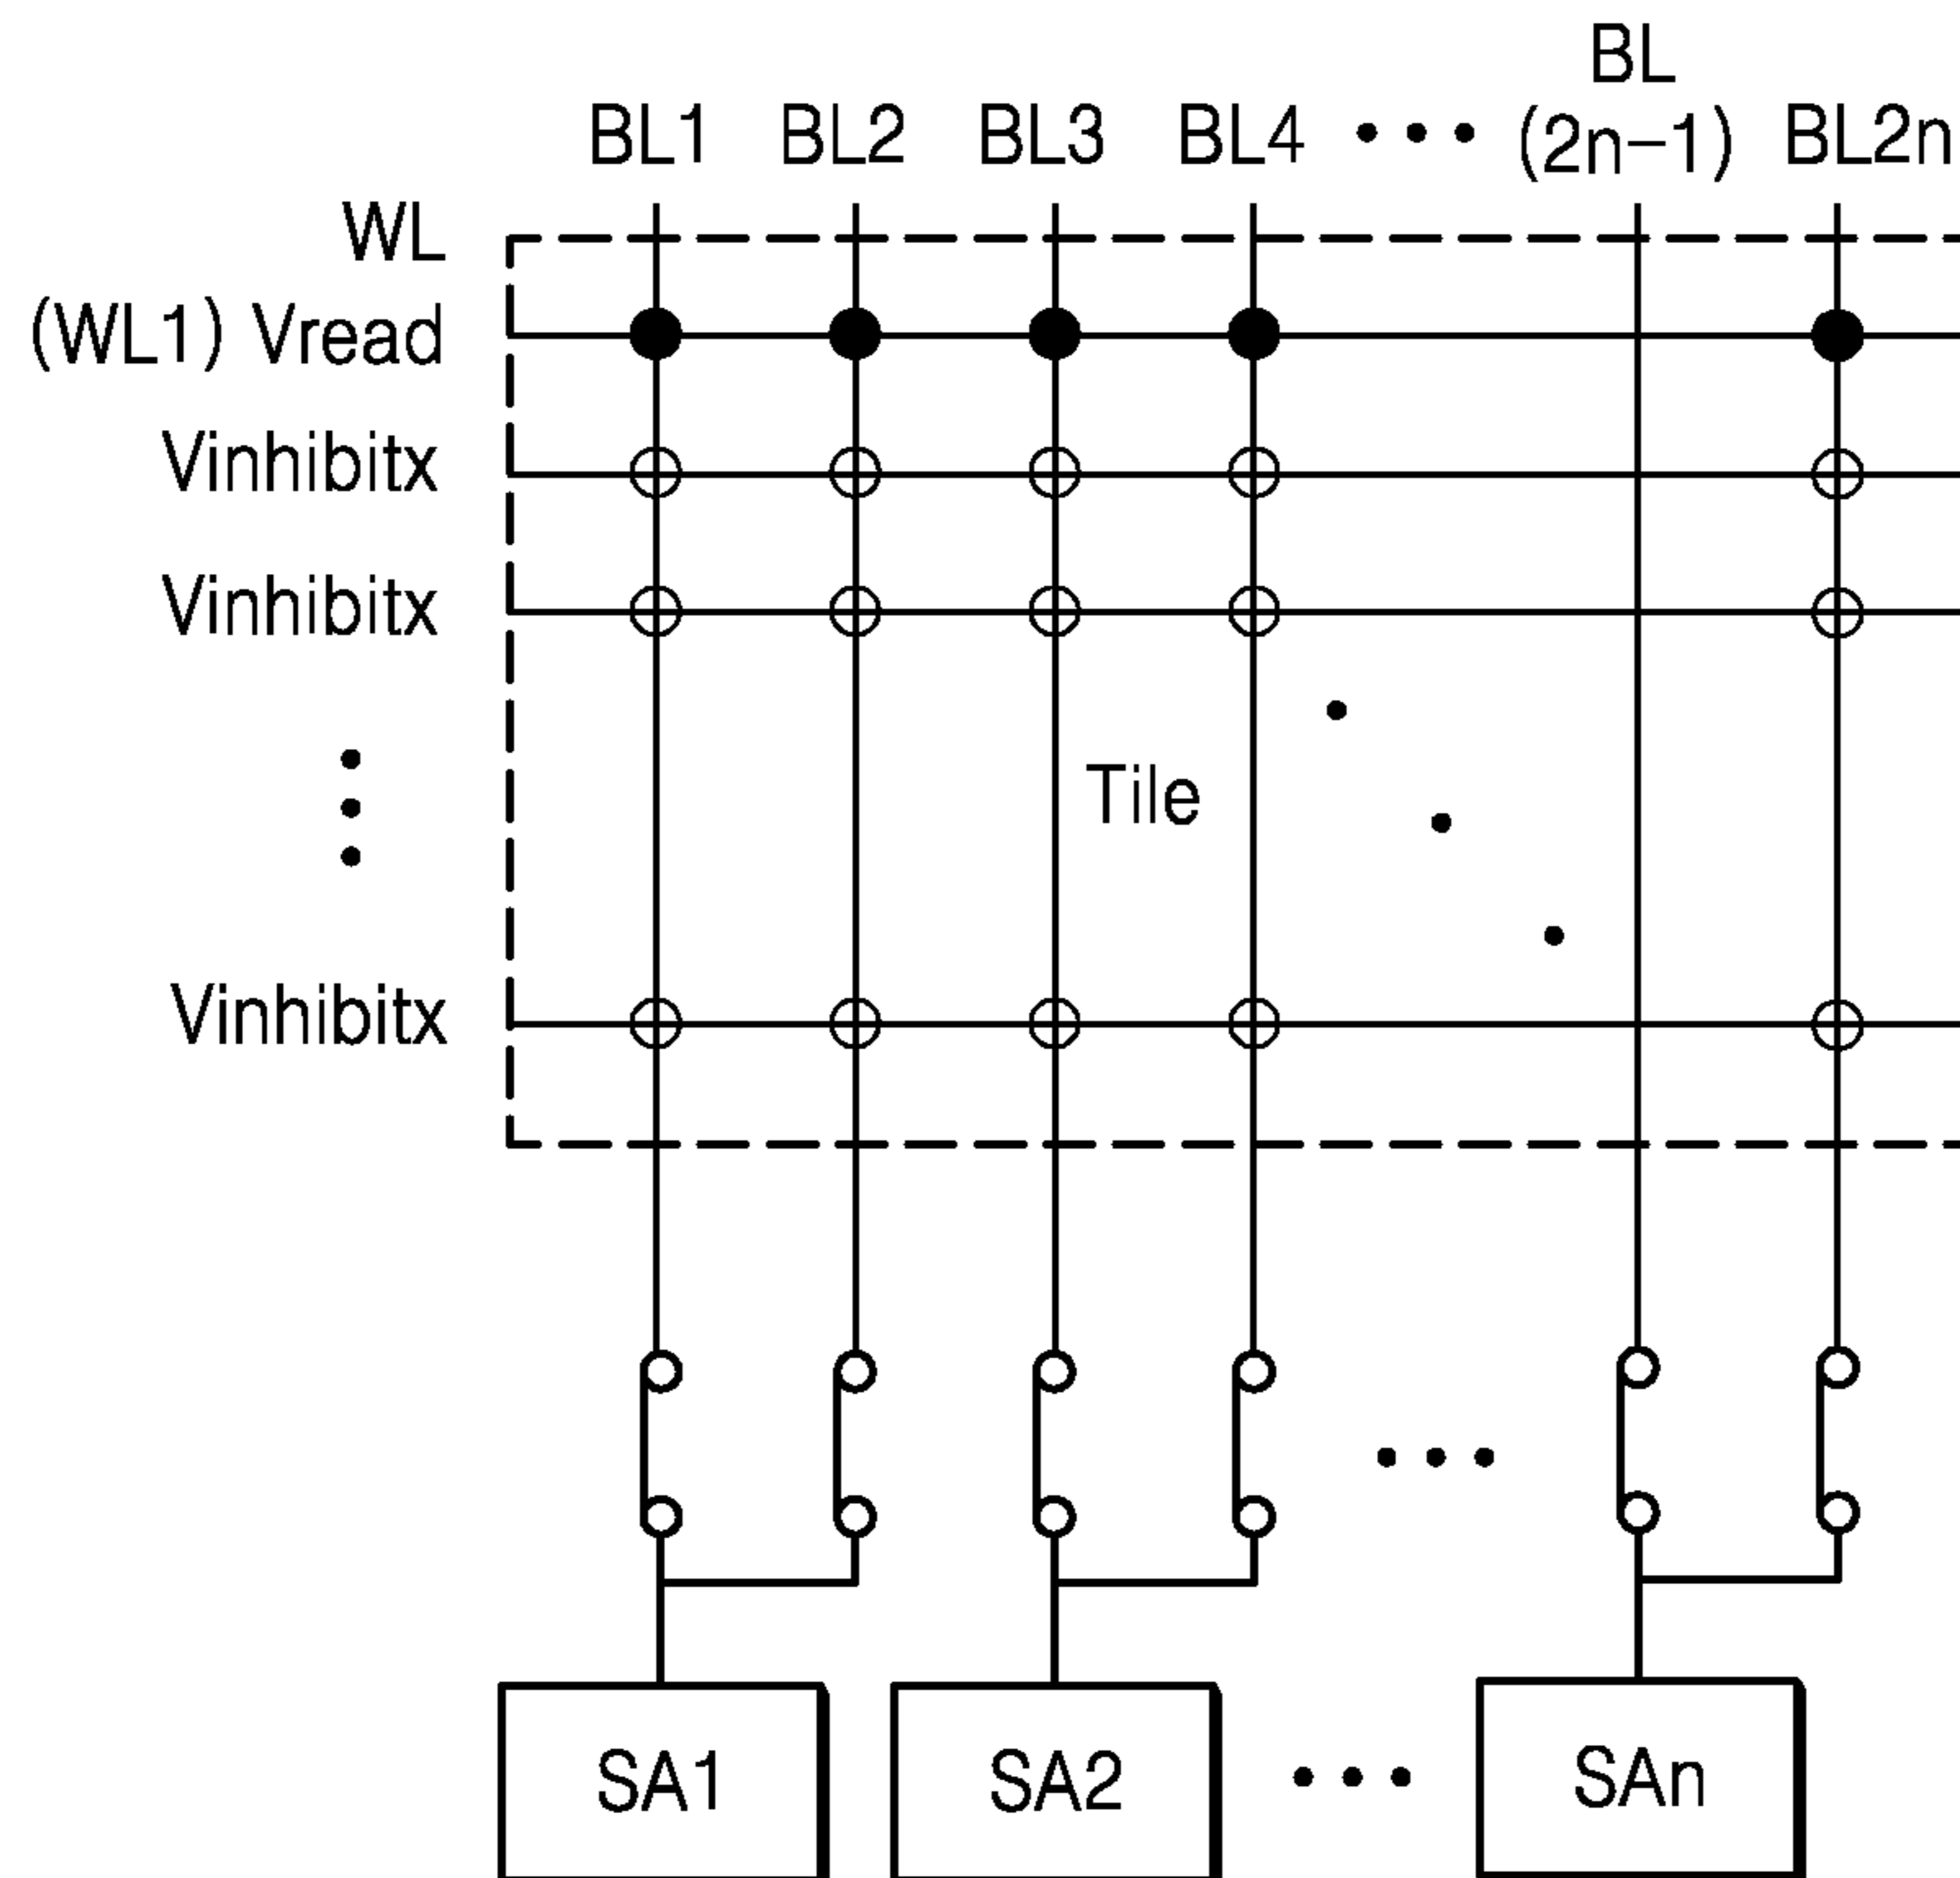 BL
BL1 BL2 BL3 BL4 ••• (2n-1) BL2n
WL
(WL1) Vread
Vinhibitx
Vinhibitx
Tile
Vinhibitx
SA1 SA2 ••• SAn